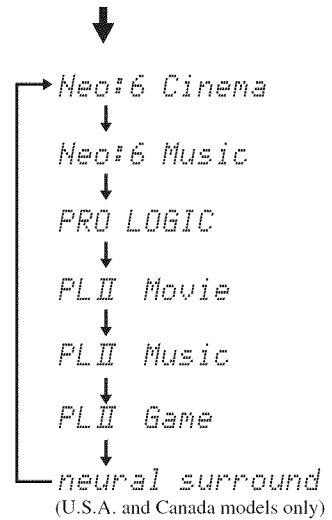 Neo:6 Cinema
Neo:6 Music
PRO LOGIC
PLⅡ Movie
PLⅡ Music
PLⅡ Game
neural surround
(U.S.A. and Canada models only)